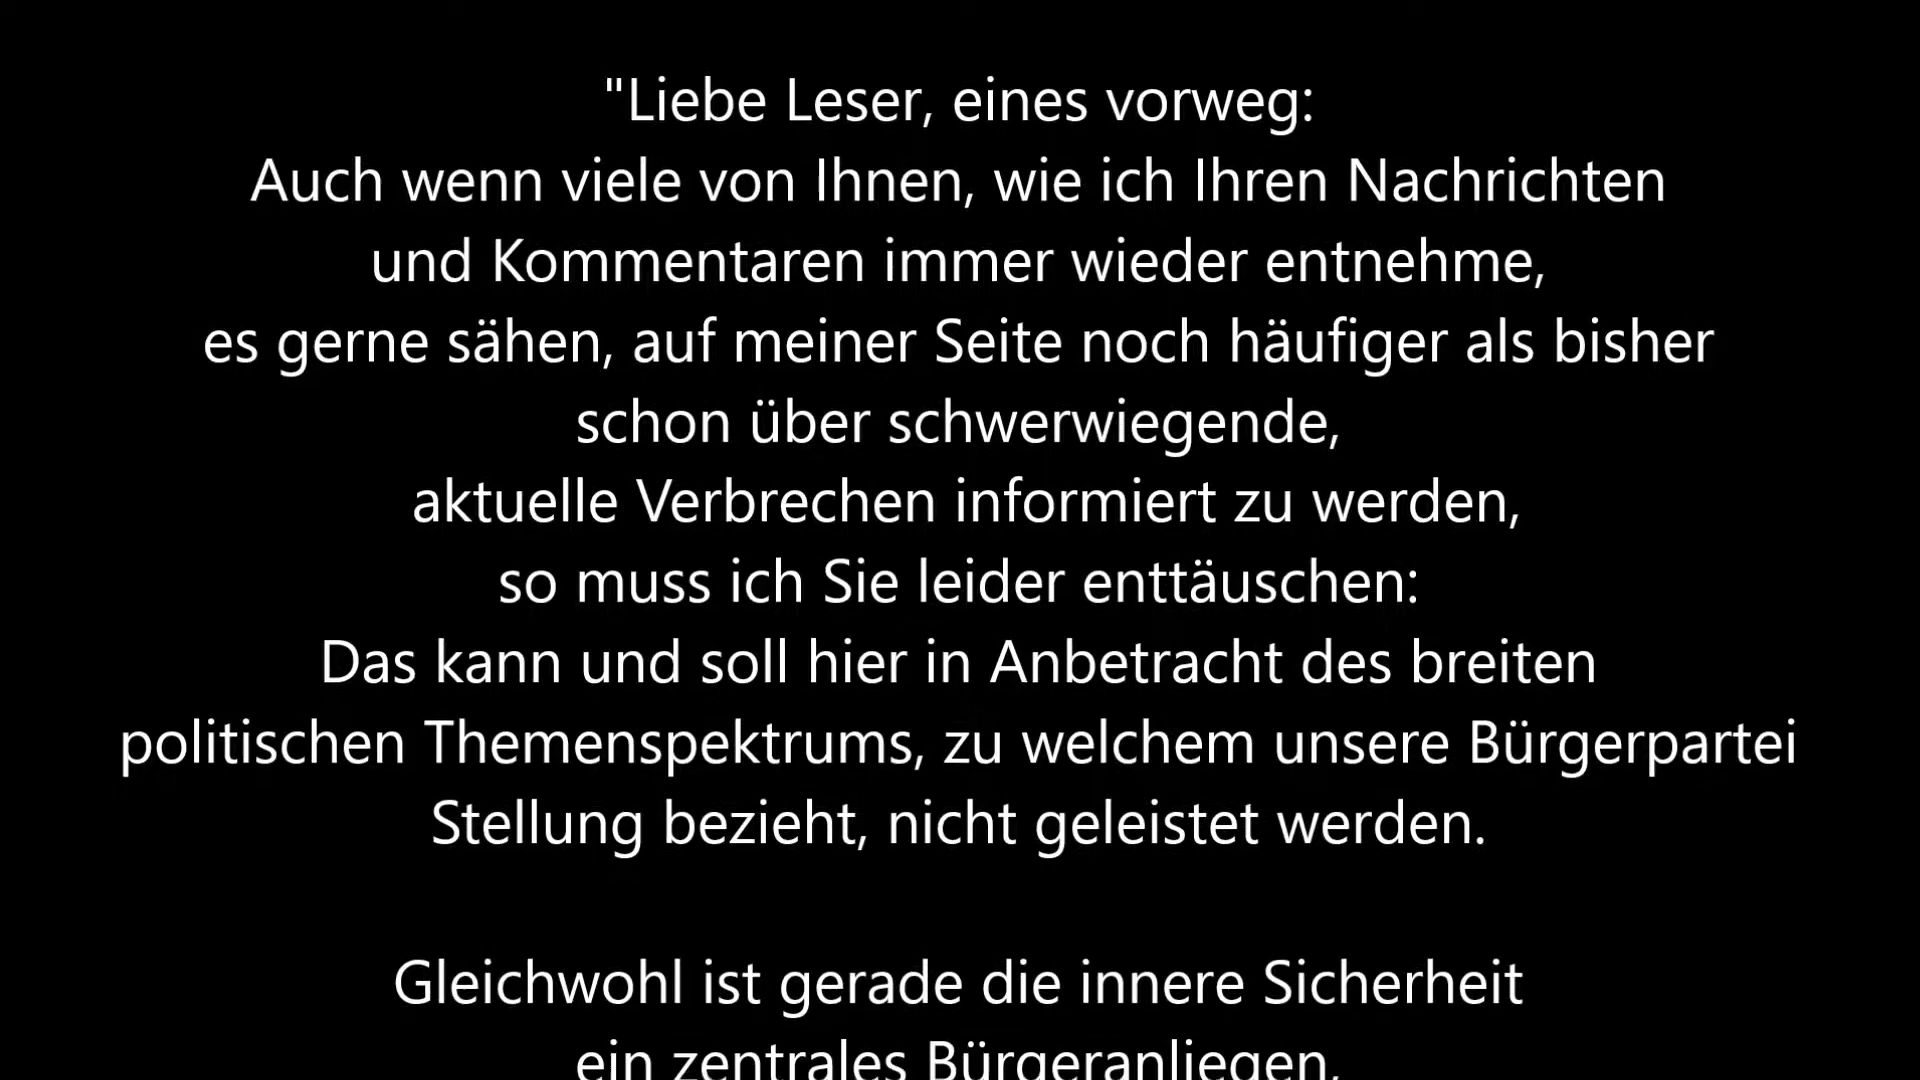 "Liebe Leser, eines vorweg:
Auch wenn viele von Ihnen, wie ich Ihren Nachrichten
und Kommentaren immer wieder entnehme,
es gerne sähen, auf meiner Seite noch häufiger als bisher
schon über schwerwiegende,
aktuelle Verbrechen informiert zu werden,
so muss ich Sie leider enttäuschen:
Das kann und soll hier in Anbetracht des breiten
politischen Themenspektrums, zu welchem unsere Bürgerpartei
Stellung bezieht, nicht geleistet werden.
Gleichwohl ist gerade die innere Sicherheit
ein zentrales Bürgeranliegen,